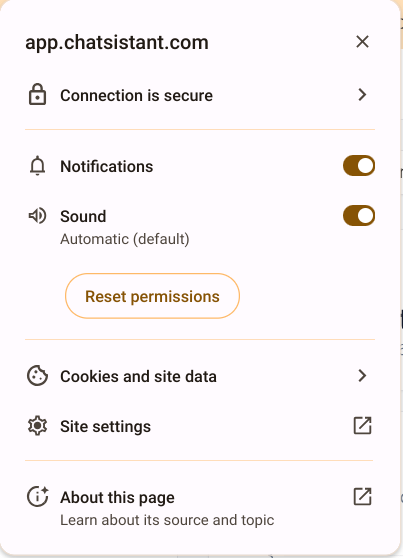 app.chatsistant.com
Connection is secure
Notifications
Sound
Automatic (default)
Reset permissions
Cookies and site data
Site settings
About this page
Learn about its source and topic